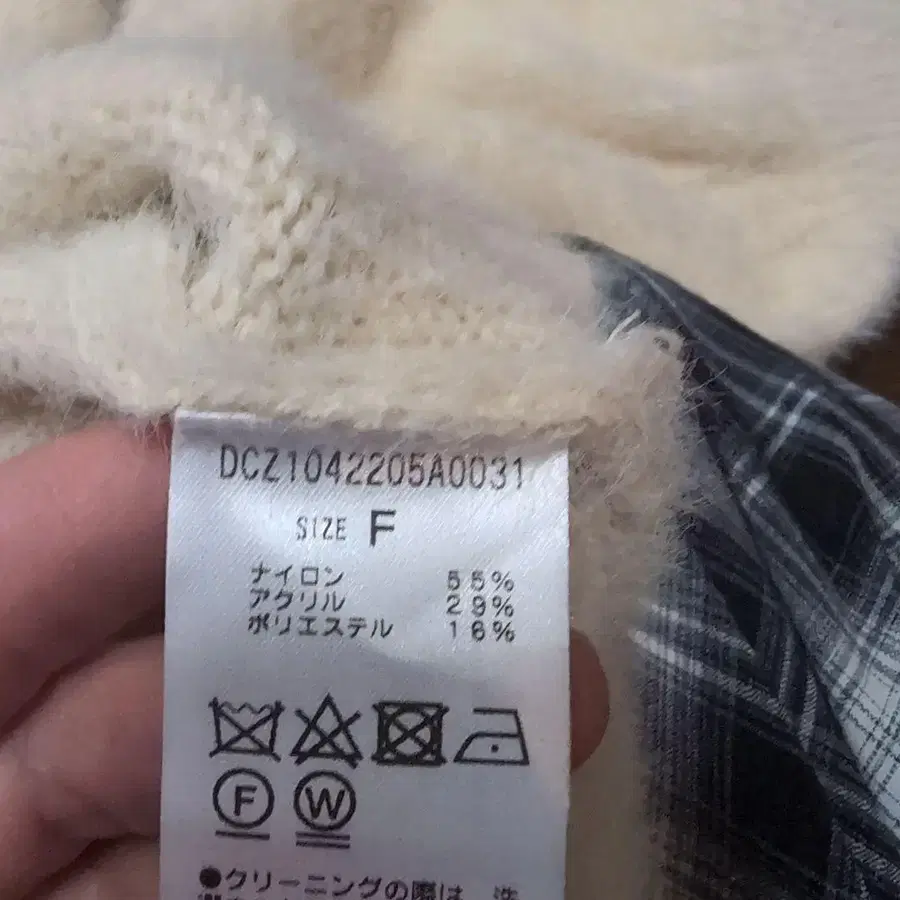 DCZ1042205A0031
SIZE F
ナイロン 55%
アクリル 29%
ポリエステル 16%
F W
●クリーニングの際は、洗